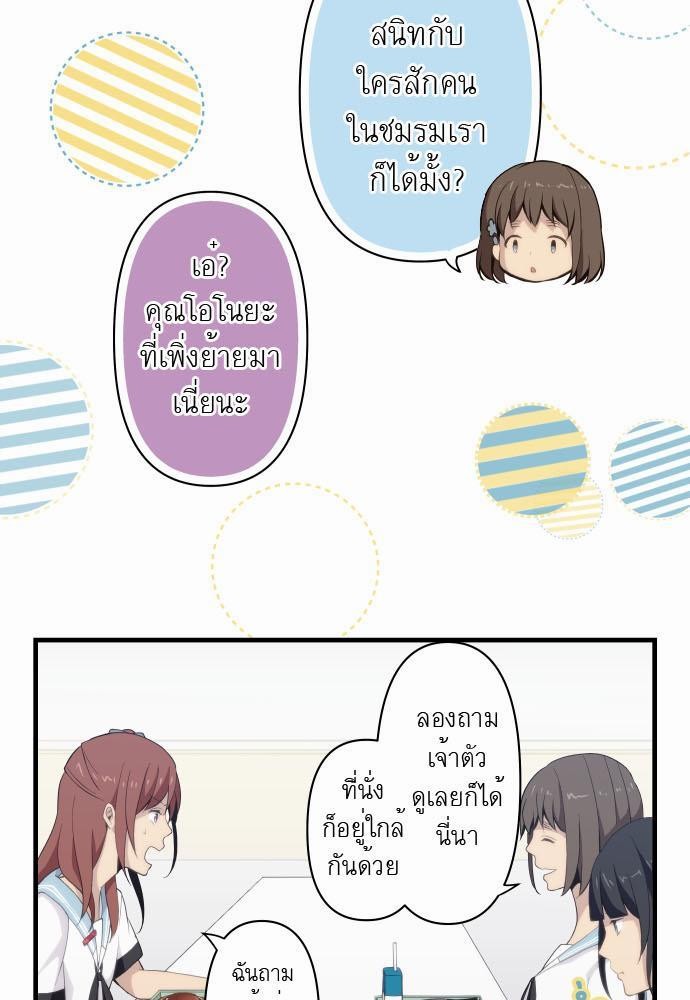 สนิทกับ
ใครสักคน
ในชมรมเรา
ก็ได้มั้ง?
เอ๋?
คุณโอโนยะ
ที่เพิ่งย้ายมา
เนี่ยนะ
ลองถาม
เจ้าตัว
ดูเลยก็ได้
นี่นา
ที่นั่ง
ก็อยู่ใกล้
กันด้วย
ฉันถาม